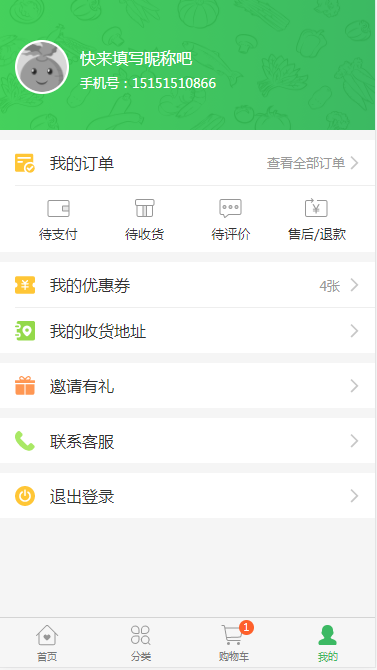 快来填写昵称吧
手机号：15151510866
我的订单 查看全部订单
待支付 待收货 待评价 售后/退款
我的优惠券 4张
我的收货地址
邀请有礼
联系客服
退出登录
1
首页 分类 购物车 我的